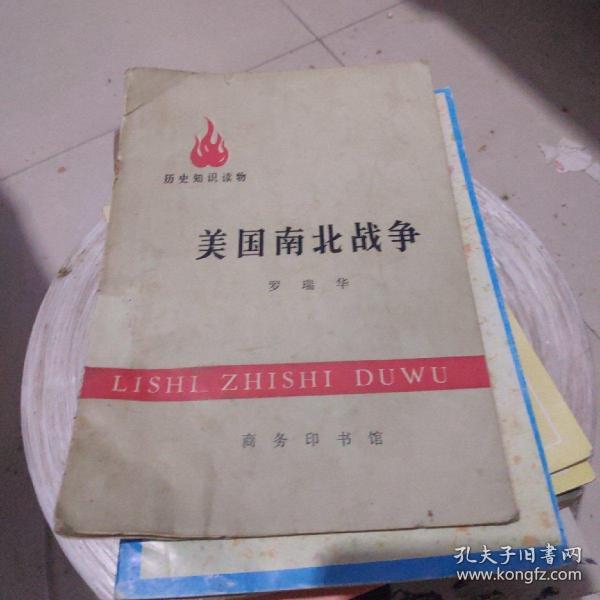 历史知识读物
美国南北战争
罗瑞华
LISHI ZHISHI DUWU
商务印书馆
孔夫子旧书网
www.kongfz.com